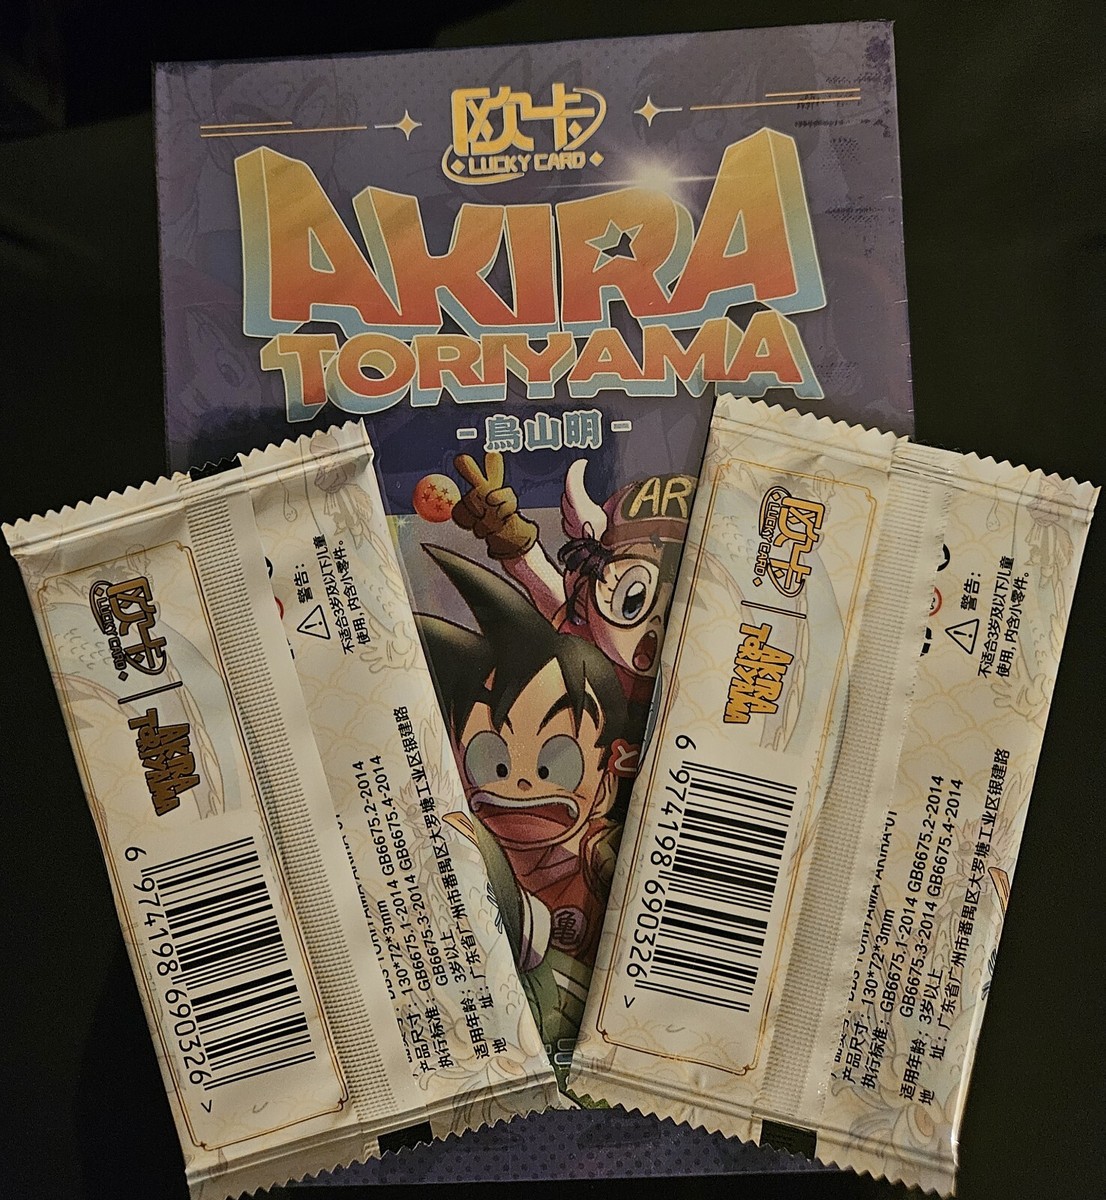 欧卡
LUCKY CARD
AKIRA
TORIYAMA
-鳥山明-
AR
亀
欧卡
LUCKY CARD
AKIRA
TORIYAMA
6 974198 690326 >
警告：
不适合3岁及以下儿童
使用，内含小零件。
产品尺寸：130*72*3mm
执行标准：GB6675.1-2014 GB6675.2-2014
GB6675.3-2014 GB6675.4-2014
适用年龄：3岁以上
地 址：广东省广州市番禺区大罗塘工业区银建路
欧卡
LUCKY CARD
AKIRA
TORIYAMA
6 974198 690326 >
警告：
不适合3岁及以下儿童
使用，内含小零件。
产品尺寸：130*72*3mm
执行标准：GB6675.1-2014 GB6675.2-2014
GB6675.3-2014 GB6675.4-2014
适用年龄：3岁以上
地 址：广东省广州市番禺区大罗塘工业区银建路